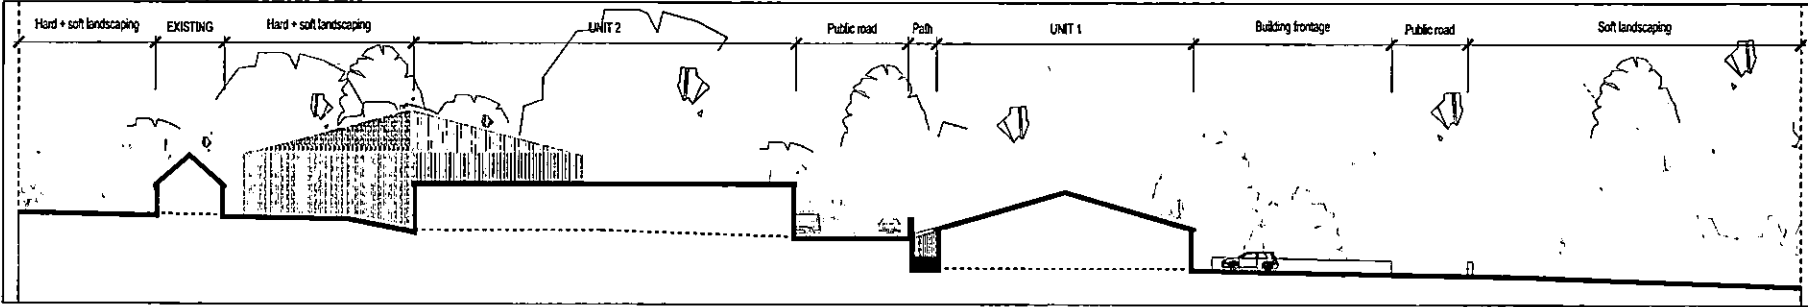 Hard + soft landscaping
EXISTING
Hard + soft landscaping
UNIT 2
Public road
Path
UNIT 1
Building frontage
Public road
Soft landscaping